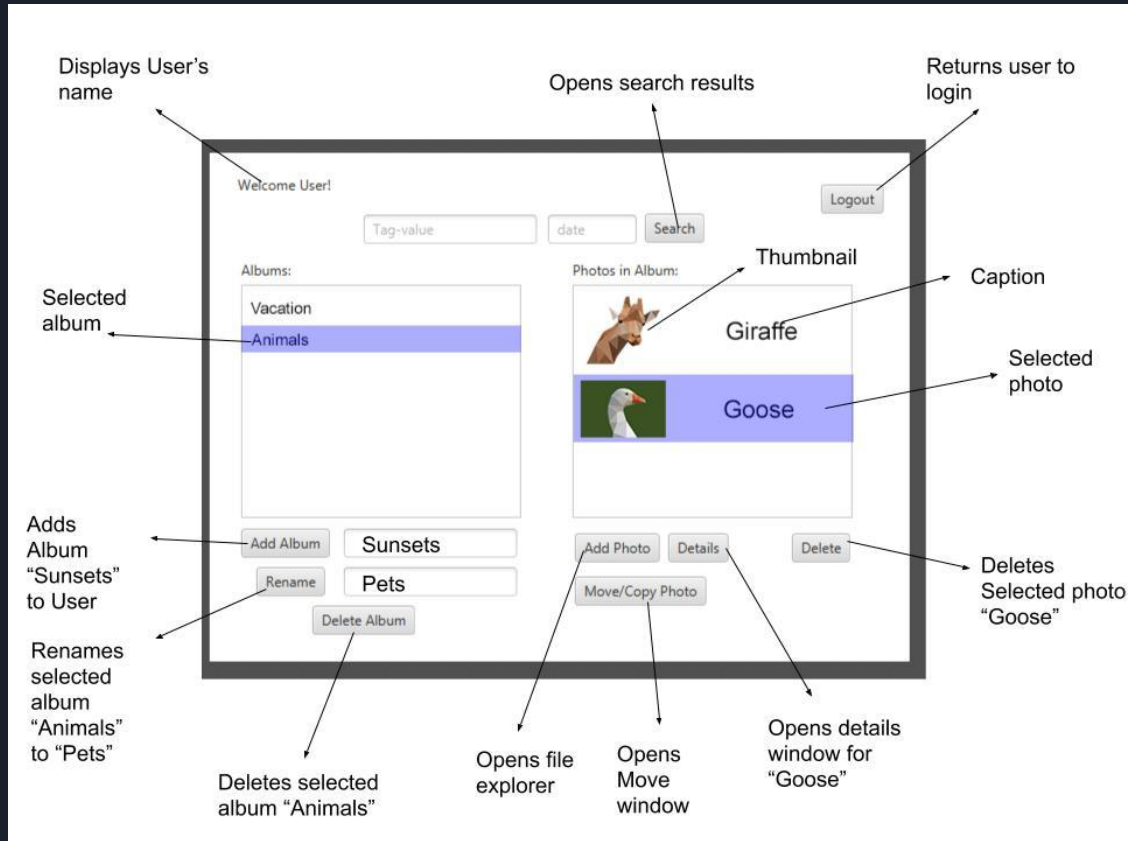 Displays User's
name
Opens search results
Returns user to
login
Welcome User!
Logout
Tag-value
date
Search
Thumbnail
Caption
Albums:
Photos in Album:
Selected
album
Vacation
Animals
Giraffe
Selected
photo
Goose
Adds
Album
“Sunsets”
to User
Add Album
Sunsets
Add Photo
Details
Delete
Rename
Pets
Move/Copy Photo
Deletes
Selected photo
“Goose”
Delete Album
Renames
selected
album
“Animals”
to “Pets”
Deletes selected
album “Animals”
Opens file
explorer
Opens
Move
window
Opens details
window for
“Goose”